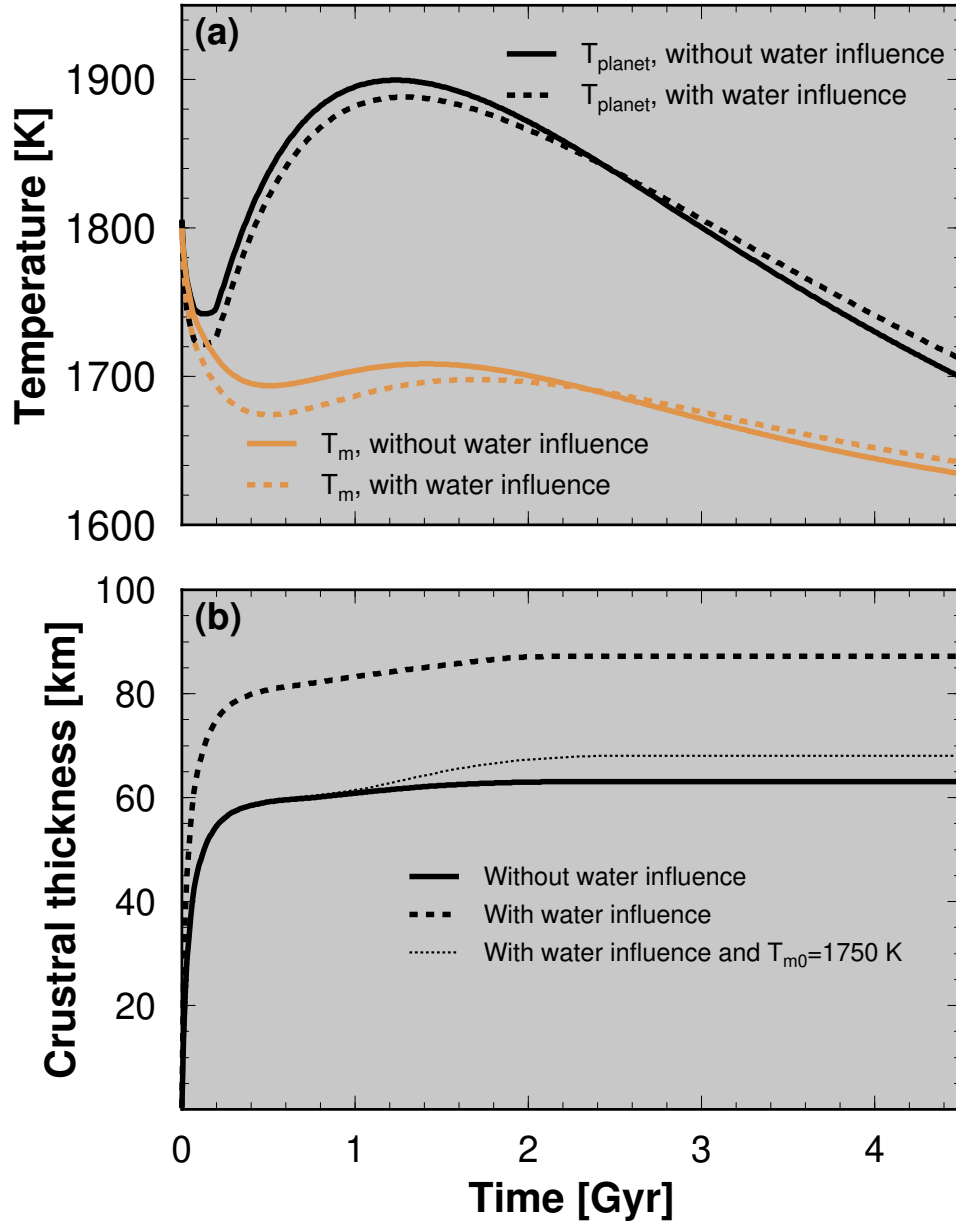 (a)
T_planet, without water influence
T_planet, with water influence
1900
1800
1700
1600
Temperature [K]
T_m, without water influence
T_m, with water influence
(b)
100
80
60
40
20
Crustral thickness [km]
Without water influence
With water influence
With water influence and T_m0=1750 K
0 1 2 3 4
Time [Gyr]